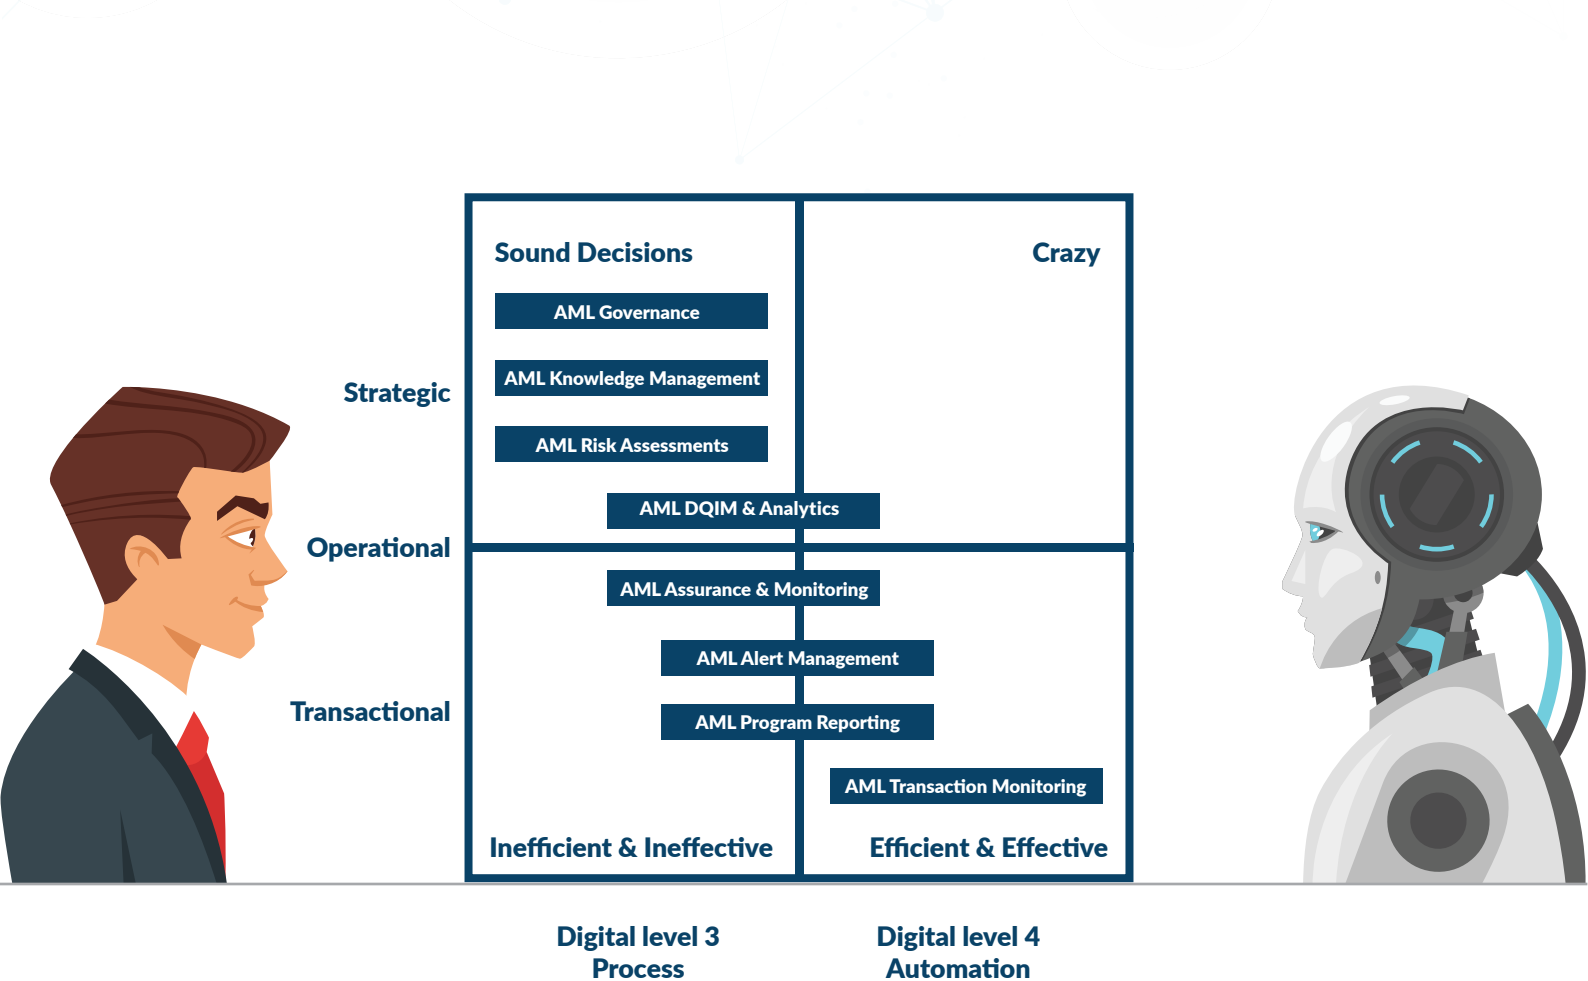 Sound Decisions
Crazy
AML Governance
AML Knowledge Management
Strategic
AML Risk Assessments
AML DQIM & Analytics
Operational
AML Assurance & Monitoring
AML Alert Management
Transactional
AML Program Reporting
AML Transaction Monitoring
Inefficient & Ineffective
Efficient & Effective
Digital level 3
Process
Digital level 4
Automation